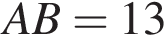 AB = 13